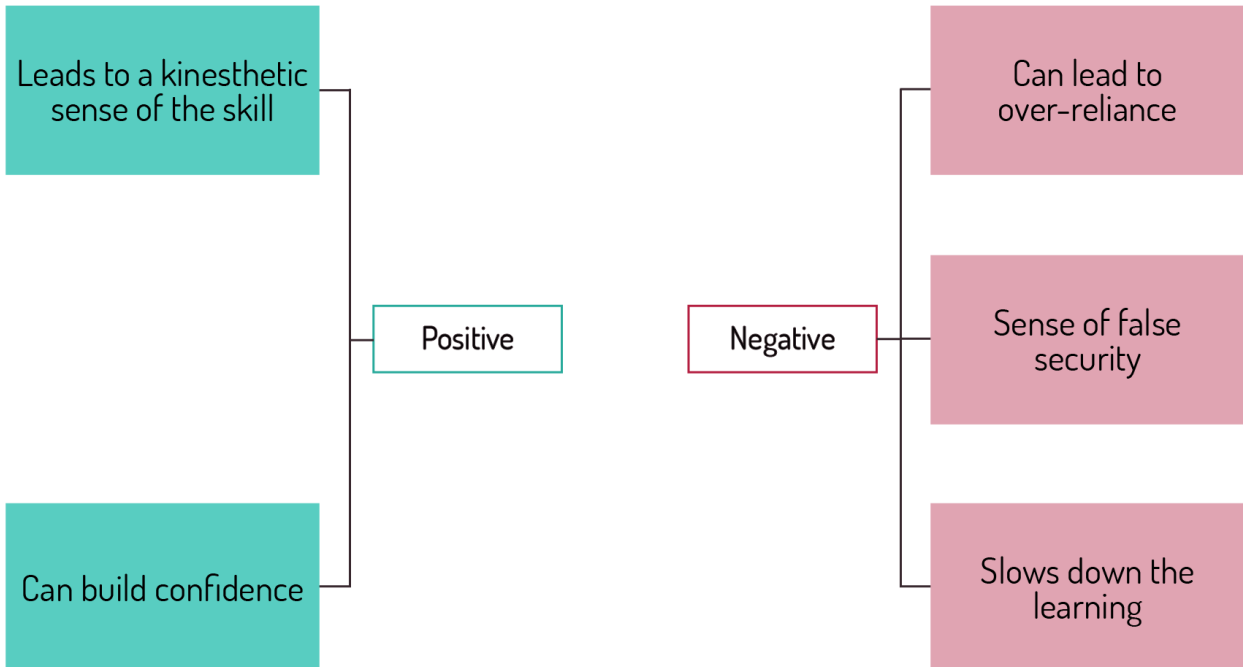 Leads to a kinesthetic
sense of the skill
Can build confidence
Positive
Negative
Can lead to
over-reliance
Sense of false
security
Slows down the
learning